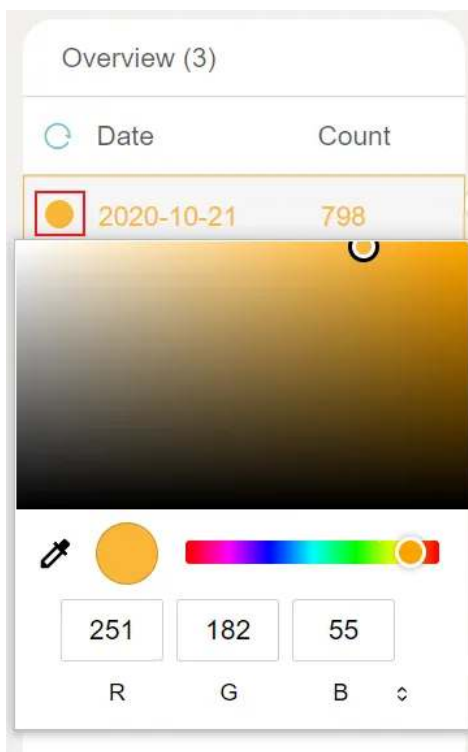 Overview (3)
Date Count
2020-10-21 798
251 182 55
R G B